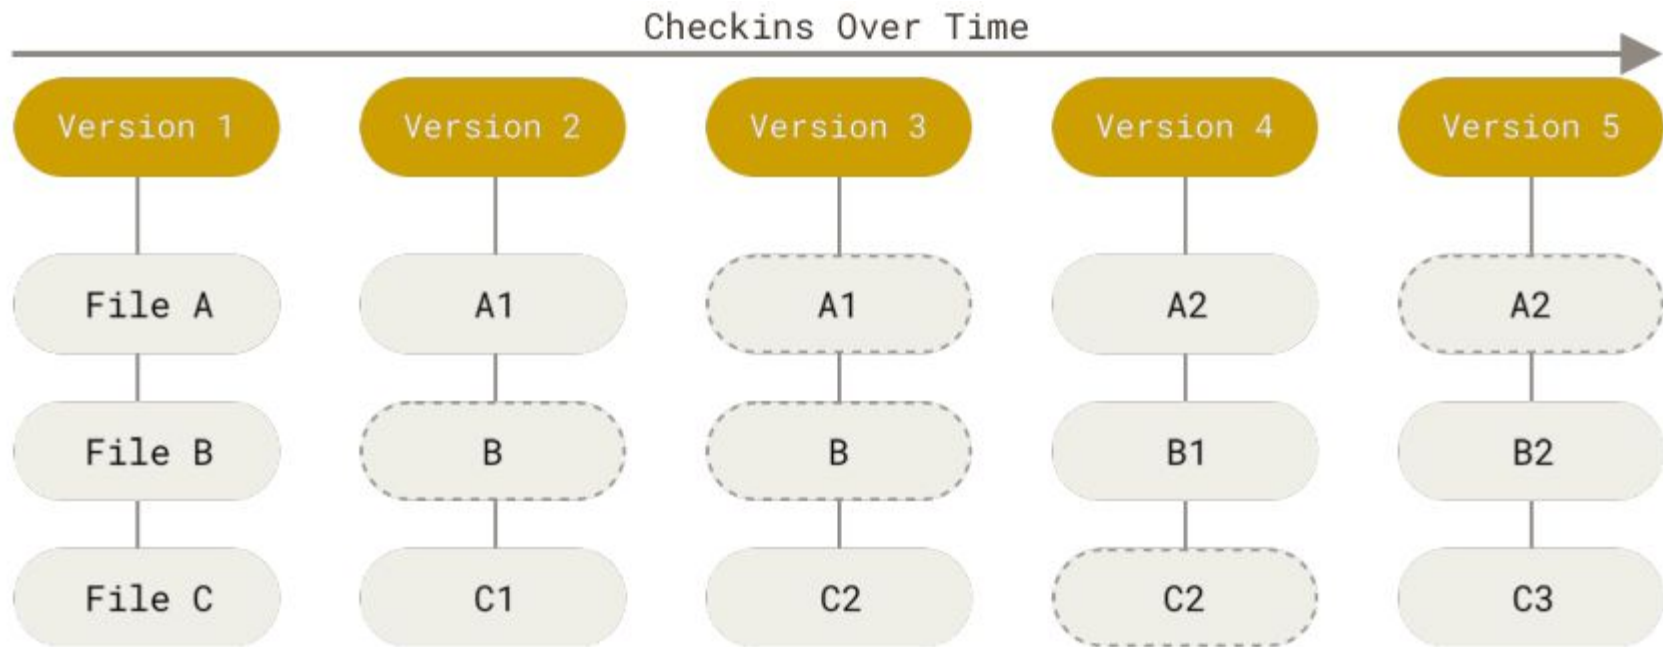 Checkins Over Time
Version 1 Version 2 Version 3 Version 4 Version 5
File A A1 A1 A2 A2
File B B B B1 B2
File C C1 C2 C2 C3